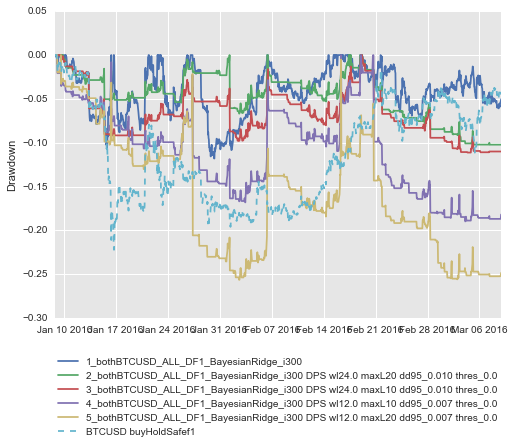 0.05
0.00
−0.05
−0.10
−0.15
−0.20
−0.25
−0.30
Drawdown
Jan 10 2016 Jan 17 2016 Jan 24 2016 Jan 31 2016 Feb 07 2016 Feb 14 2016 Feb 21 2016 Feb 28 2016 Mar 06 2016
1_bothBTCUSD_ALL_DF1_BayesianRidge_i300
2_bothBTCUSD_ALL_DF1_BayesianRidge_i300 DPS wl24.0 maxL20 dd95_0.010 thres_0.0
3_bothBTCUSD_ALL_DF1_BayesianRidge_i300 DPS wl24.0 maxL10 dd95_0.010 thres_0.0
4_bothBTCUSD_ALL_DF1_BayesianRidge_i300 DPS wl12.0 maxL10 dd95_0.007 thres_0.0
5_bothBTCUSD_ALL_DF1_BayesianRidge_i300 DPS wl12.0 maxL20 dd95_0.007 thres_0.0
BTCUSD buyHoldSafef1